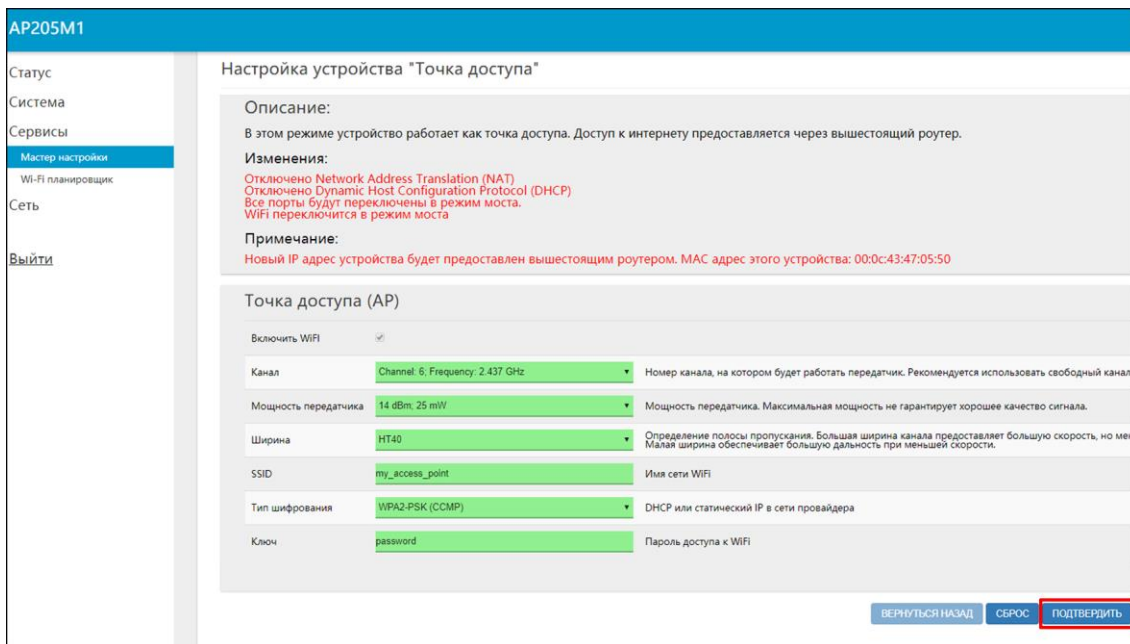 AP205M1
Статус
Система
Сервисы
Мастер настройки
Wi-Fi планировщик
Сеть
Выйти
Настройка устройства "Точка доступа"
Описание:
В этом режиме устройство работает как точка доступа. Доступ к интернету предоставляется через вышестоящий роутер.
Изменения:
Отключено Network Address Translation (NAT)
Отключено Dynamic Host Configuration Protocol (DHCP)
Все порты будут переключены в режим моста.
WiFi переключится в режим моста
Примечание:
Новый IP адрес устройства будет предоставлен вышестоящим роутером. MAC адрес этого устройства: 00:0c:43:47:05:50
Точка доступа (AP)
Включить WiFI
Канал Channel: 6; Frequency: 2.437 GHz Номер канала, на котором будет работать передатчик. Рекомендуется использовать свободный канал
Мощность передатчика 14 dBm; 25 mW Мощность передатчика. Максимальная мощность не гарантирует хорошее качество сигнала.
Ширина HT40 Определение полосы пропускания. Большая ширина канала предоставляет большую скорость, но
Малая ширина обеспечивает большую дальность при меньшей скорости.
SSID my_access_point Имя сети WiFi
Тип шифрования WPA2-PSK (CCMP) DHCP или статический IP в сети провайдера
Ключ password Пароль доступа к WiFi
ВЕРНУТЬСЯ НАЗАД СБРОС ПОДТВЕРДИТЬ